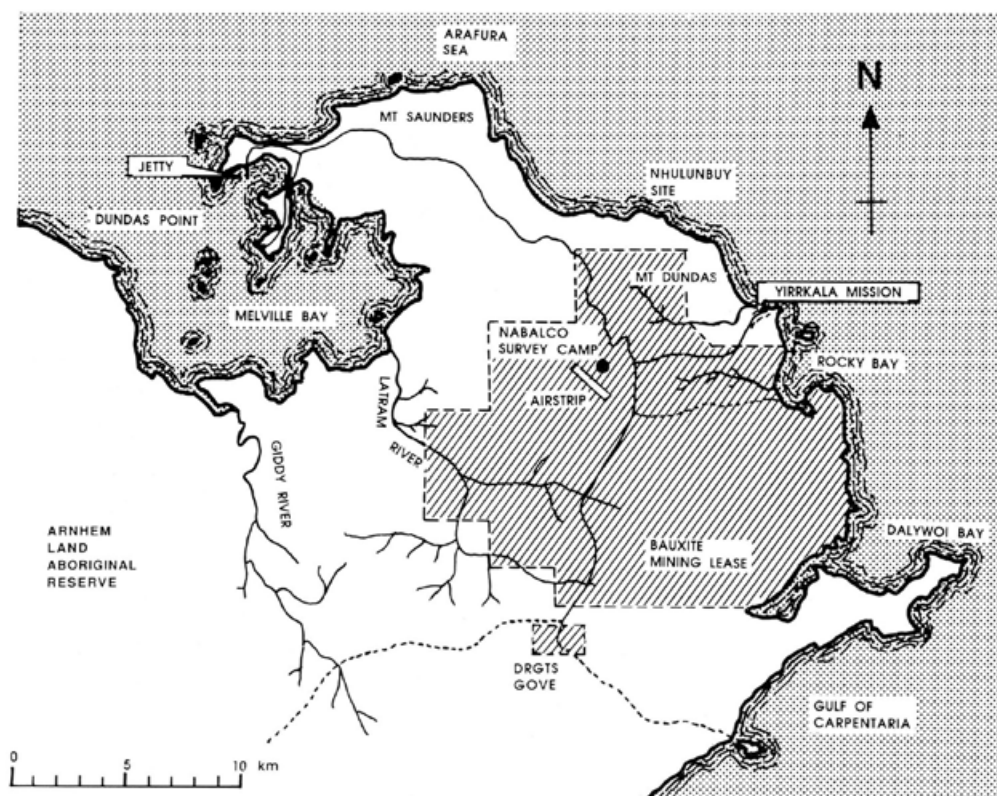 ARAFURA
SEA
N
MT SAUNDERS
JETTY
NHULUNBUY
SITE
DUNDAS POINT
MT DUNDAS
YIRRKALA MISSION
MELVILLE BAY
NABALCO
SURVEY CAMP
ROCKY BAY
AIRSTRIP
LATRAM
RIVER
GIDDY RIVER
ARNHEM
LAND
ABORIGINAL
RESERVE
DALYWOI BAY
BAUXITE
MINING LEASE
DRGTS
GOVE
GULF OF
CARPENTARIA
0 5 10 km